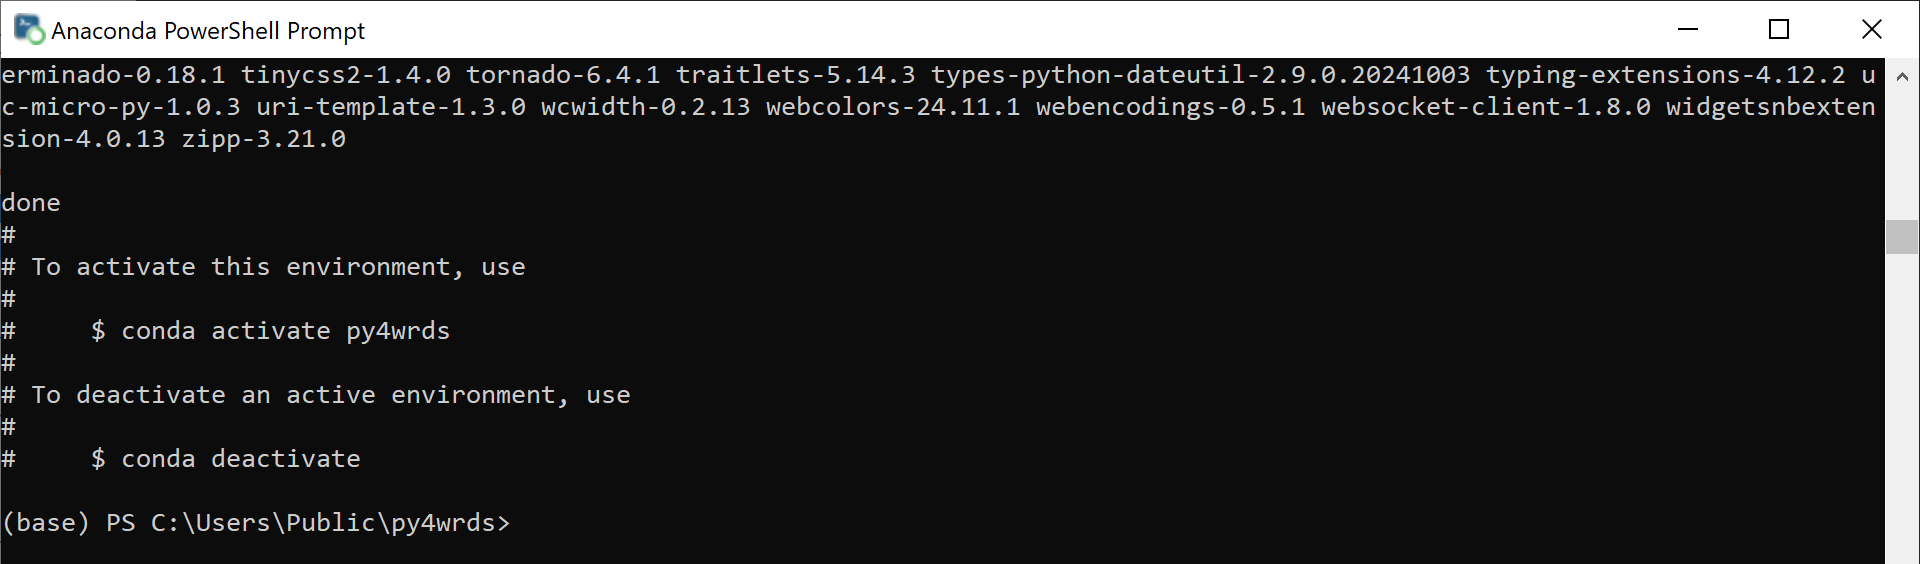 Anaconda PowerShell Prompt
erminado-0.18.1 tinycss2-1.4.0 tornado-6.4.1 traitlets-5.14.3 types-python-dateutil-2.9.0.20241003 typing-extensions-4.12.2 u
c-micro-py-1.0.3 uri-template-1.3.0 wcwidth-0.2.13 webcolors-24.11.1 webencodings-0.5.1 websocket-client-1.8.0 widgetsnbexten
sion-4.0.13 zipp-3.21.0
done
#
# To activate this environment, use
#
#     $ conda activate py4wrds
#
# To deactivate an active environment, use
#
#     $ conda deactivate
(base) PS C:\Users\Public\py4wrds>